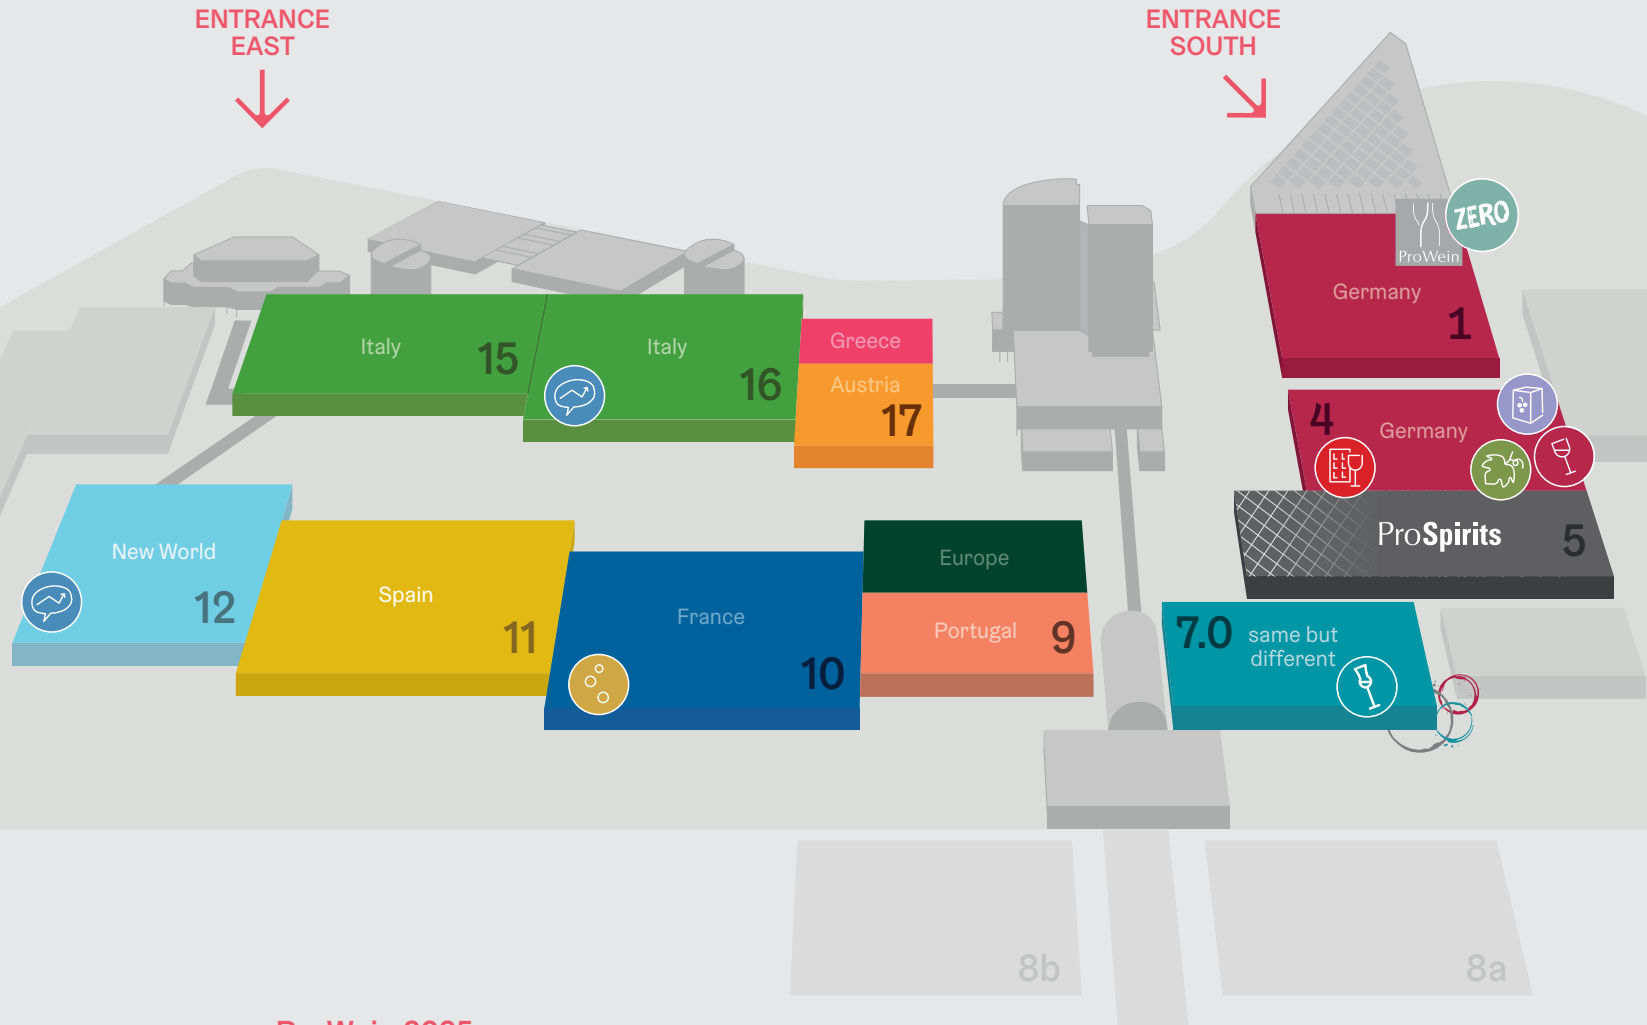 ENTRANCE
EAST
ENTRANCE
SOUTH
ZERO
ProWein
Germany
1
Italy
15
Italy
16
Greece
Austria
17
4
Germany
ProSpirits
5
New World
12
Spain
11
France
10
Europe
Portugal
9
7.0
same but
different
8b
8a